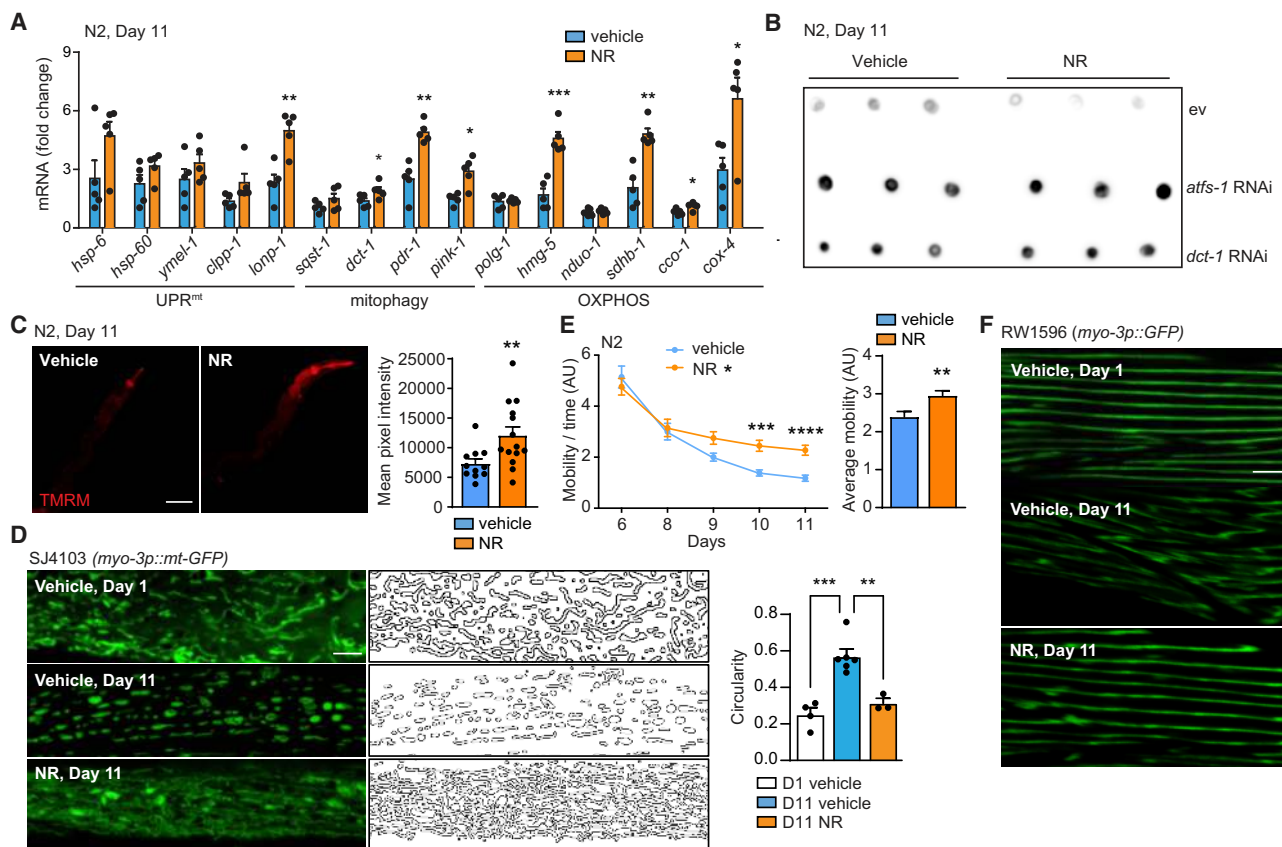 A
N2, Day 11
vehicle
NR
mRNA (fold change)
9
6
3
0
** * ** * *** ** * *
hsp-6 hsp-60 ymel-1 clpp-1 lonp-1 sqst-1 dct-1 pdr-1 pink-1 polg-1 hmg-5 nduo-1 sdhb-1 cco-1 cox-4
UPRmt mitophagy OXPHOS
B
N2, Day 11
Vehicle NR
ev
atfs-1 RNAi
dct-1 RNAi
C
N2, Day 11
Vehicle NR
TMRM
Mean pixel intensity
30000
25000
20000
15000
10000
5000
0
**
vehicle
NR
D
SJ4103 (myo-3p::mt-GFP)
Vehicle, Day 1
Vehicle, Day 11
NR, Day 11
Circularity
0.8
0.6
0.4
0.2
0.0
*** **
D1 vehicle
D11 vehicle
D11 NR
E
N2
vehicle
NR *
Mobility / time (AU)
6
4
2
0
*** ****
6 8 9 10 11
Days
vehicle
NR
Average mobility (AU)
4
3
2
1
0
**
F
RW1596 (myo-3p::GFP)
Vehicle, Day 1
Vehicle, Day 11
NR, Day 11